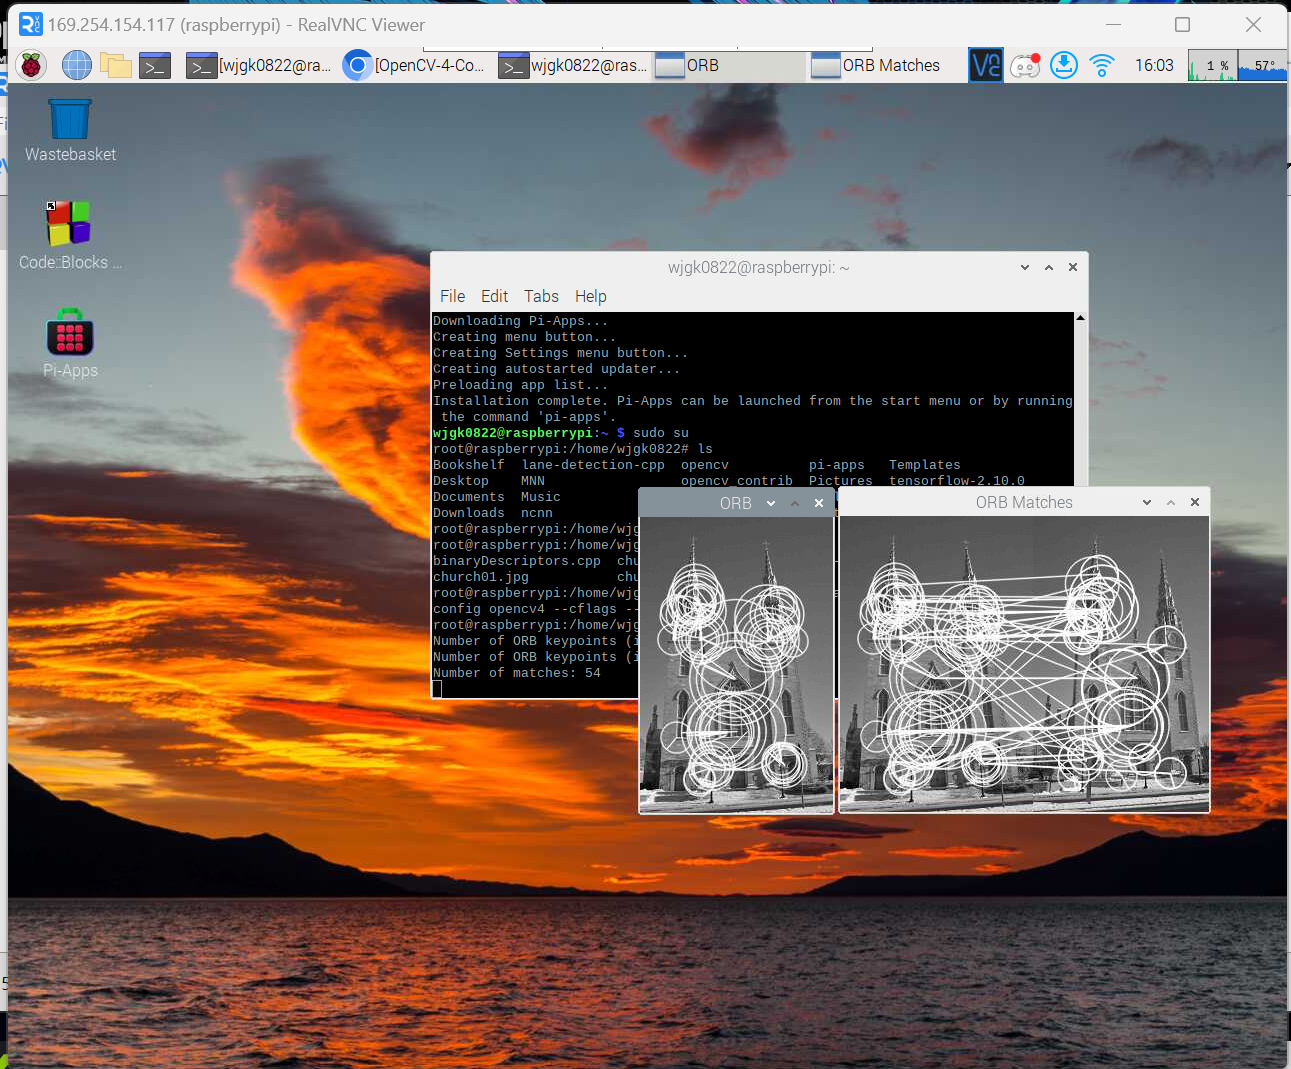 169.254.154.117 (raspberrypi) - RealVNC Viewer
[wjgk0822@ra...
[OpenCV-4-Co...
wjgk0822@ras...
ORB
ORB Matches
16:03
1 %
57°
Wastebasket
Code::Blocks ...
Pi-Apps
wjgk0822@raspberrypi: ~
File Edit Tabs Help
Downloading Pi-Apps...
Creating menu button...
Creating Settings menu button...
Creating autostarted updater...
Preloading app list...
Installation complete. Pi-Apps can be launched from the start menu or by running
the command 'pi-apps'.
wjgk0822@raspberrypi:~ $ sudo su
root@raspberrypi:/home/wjgk0822# ls
Bookshelf lane-detection-cpp opencv pi-apps Templates
Desktop MNN opencv_contrib Pictures tensorflow-2.10.0
Documents Music
Downloads ncnn
root@raspberrypi:/home/wjg
root@raspberrypi:/home/wjg
binaryDescriptors.cpp chu
church01.jpg chu
root@raspberrypi:/home/wjg
config opencv4 --cflags --
root@raspberrypi:/home/wjg
Number of ORB keypoints (i
Number of ORB keypoints (i
Number of matches: 54
ORB
ORB Matches